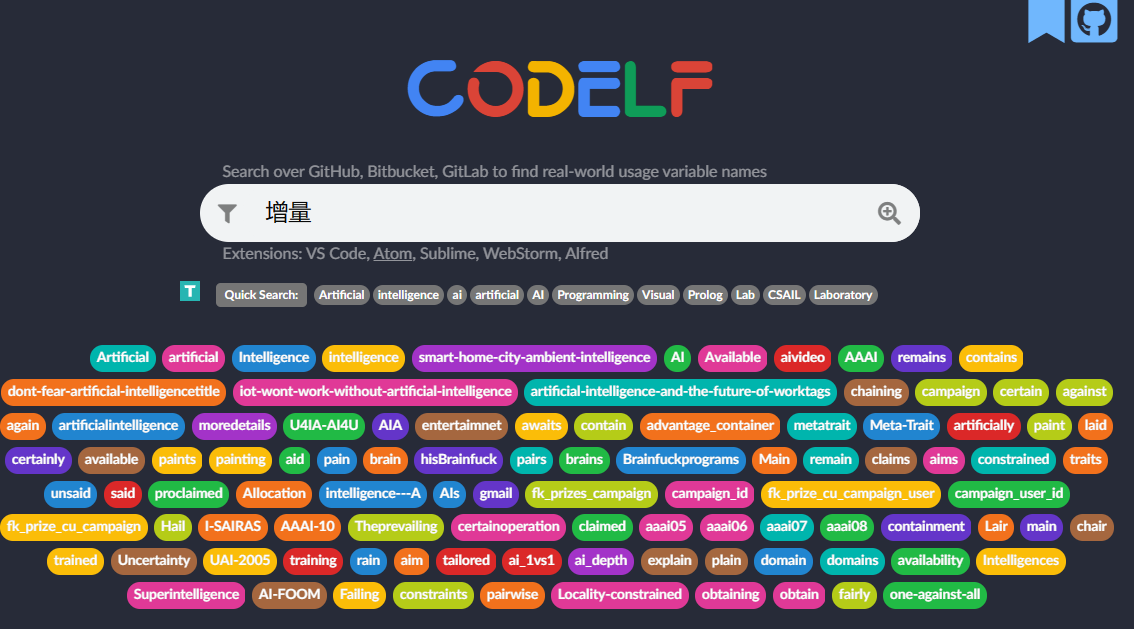 CODELF
Search over GitHub, Bitbucket, GitLab to find real-world usage variable names
增量
Extensions: VS Code, Atom, Sublime, WebStorm, Alfred
T Quick Search: Artificial intelligence ai artificial AI Programming Visual Prolog Lab CSAIL Laboratory
Artificial artificial Intelligence intelligence smart-home-city-ambient-intelligence AI Available aivideo AAAI remains contains
dont-fear-artificial-intelligencetitle iot-wont-work-without-artificial-intelligence artificial-intelligence-and-the-future-of-worktags chaining campaign certain against
again artificialintelligence moredetails U4IA-AI4U AIA entertaimnet awaits contain advantage_container metatrait Meta-Trait artificially paint laid
certainly available paints painting aid pain brain hisBrainfuck pairs brains Brainfuckprograms Main remain claims aims constrained traits
unsaid said proclaimed Allocation intelligence---A AIs gmail fk_prizes_campaign campaign_id fk_prize_cu_campaign_user campaign_user_id
fk_prize_cu_campaign Hail I-SAIRAS AAAI-10 Theprevailing certainoperation claimed aaai05 aaai06 aaai07 aaai08 containment Lair main chair
trained Uncertainty UAI-2005 training rain aim tailored ai_1vs1 ai_depth explain plain domain domains availability Intelligences
Superintelligence AI-FOOM Failing constraints pairwise Locality-constrained obtaining obtain fairly one-against-all